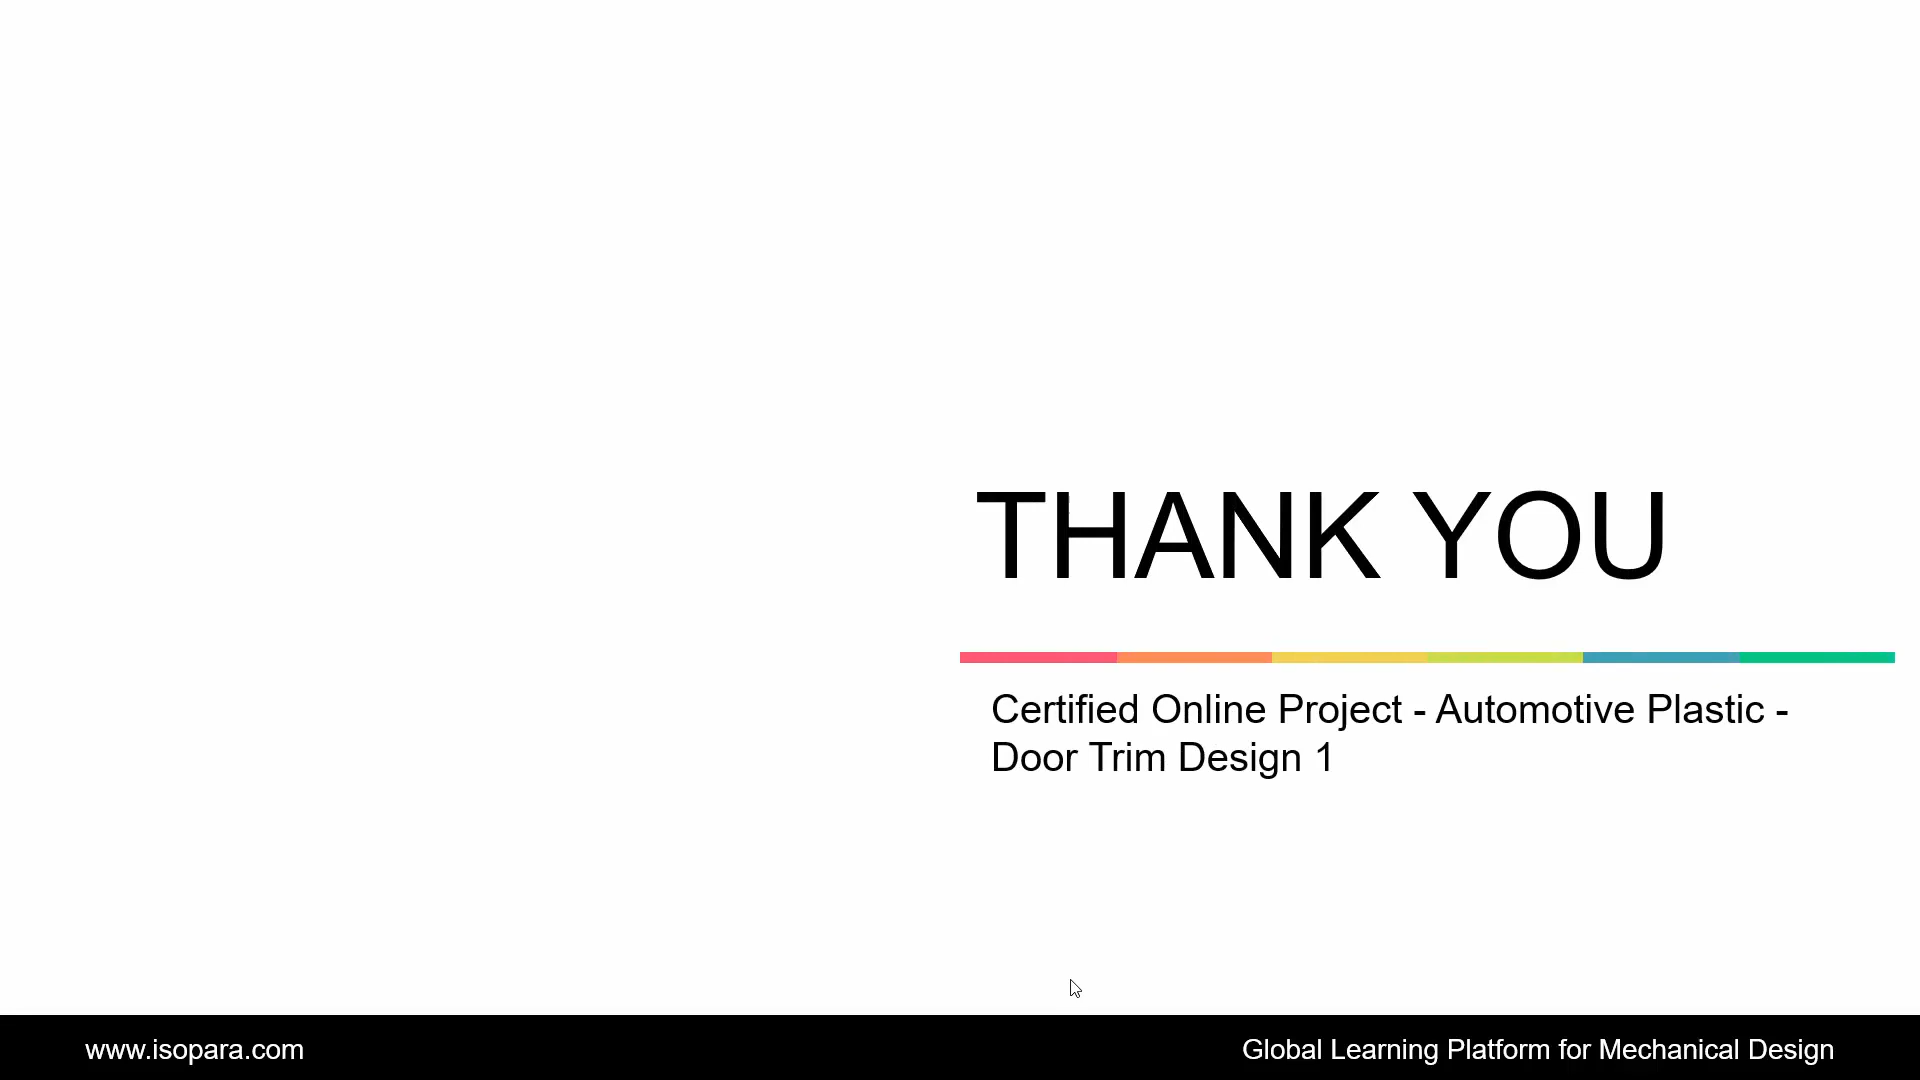 THANK YOU
Certified Online Project - Automotive Plastic -
Door Trim Design 1
www.isopara.com
Global Learning Platform for Mechanical Design